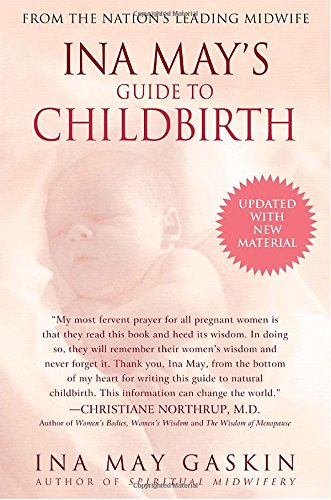 FROM THE NATION'S LEADING MIDWIFE
INA MAY'S
GUIDE TO
CHILDBIRTH
UPDATED
WITH
NEW
MATERIAL
"My most fervent prayer for all pregnant women is
that they read this book and heed its wisdom. In doing
so, they will remember their women's wisdom and
never forget it. Thank you, Ina May, from the bottom
of my heart for writing this guide to natural
childbirth. This information can change the world."
—CHRISTIANE NORTHRUP, M.D.
Author of Women's Bodies, Women's Wisdom and The Wisdom of Menopause
INA MAY GASKIN
AUTHOR OF SPIRITUAL MIDWIFERY